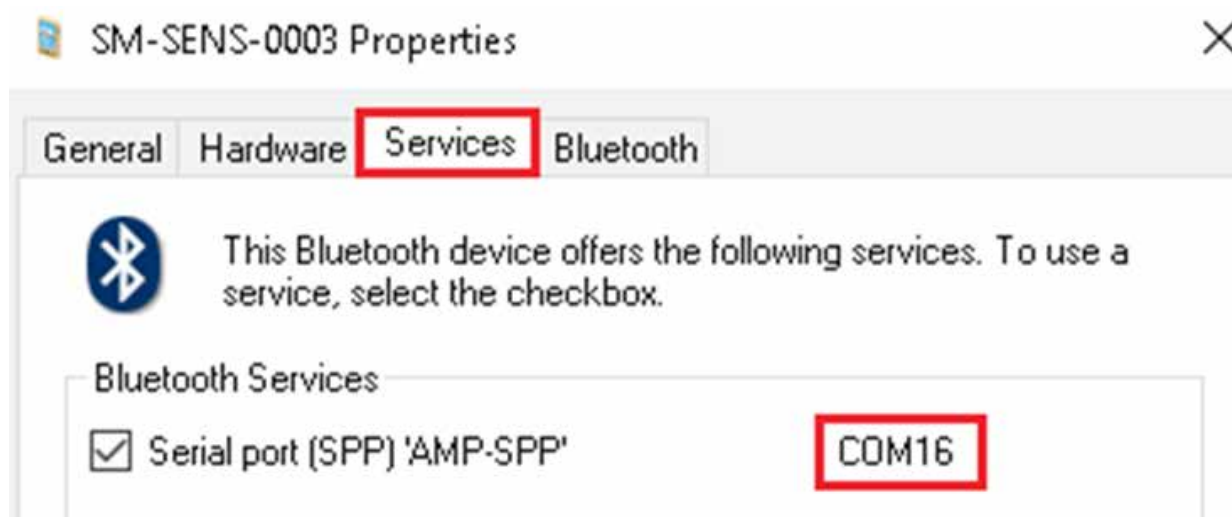 SM-SENS-0003 Properties
General Hardware Services Bluetooth
This Bluetooth device offers the following services. To use a
service, select the checkbox.
Bluetooth Services
Serial port (SPP) 'AMP-SPP' COM16